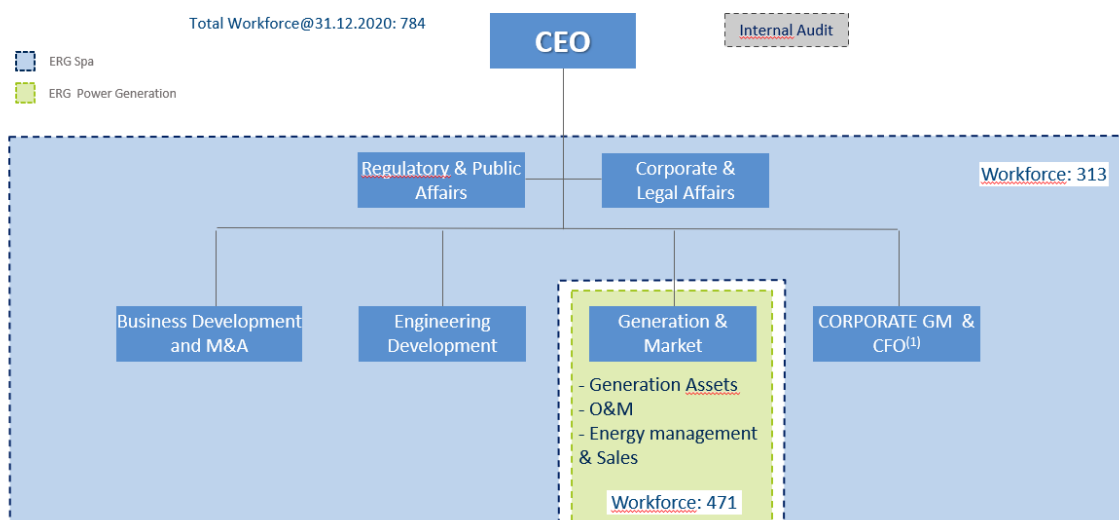 Total Workforce@31.12.2020: 784
CEO
Internal Audit
ERG Spa
ERG Power Generation
Regulatory & Public
Affairs
Corporate &
Legal Affairs
Workforce: 313
Business Development
and M&A
Engineering
Development
Generation &
Market
CORPORATE GM &
CFO(1)
- Generation Assets
- O&M
- Energy management
& Sales
Workforce: 471